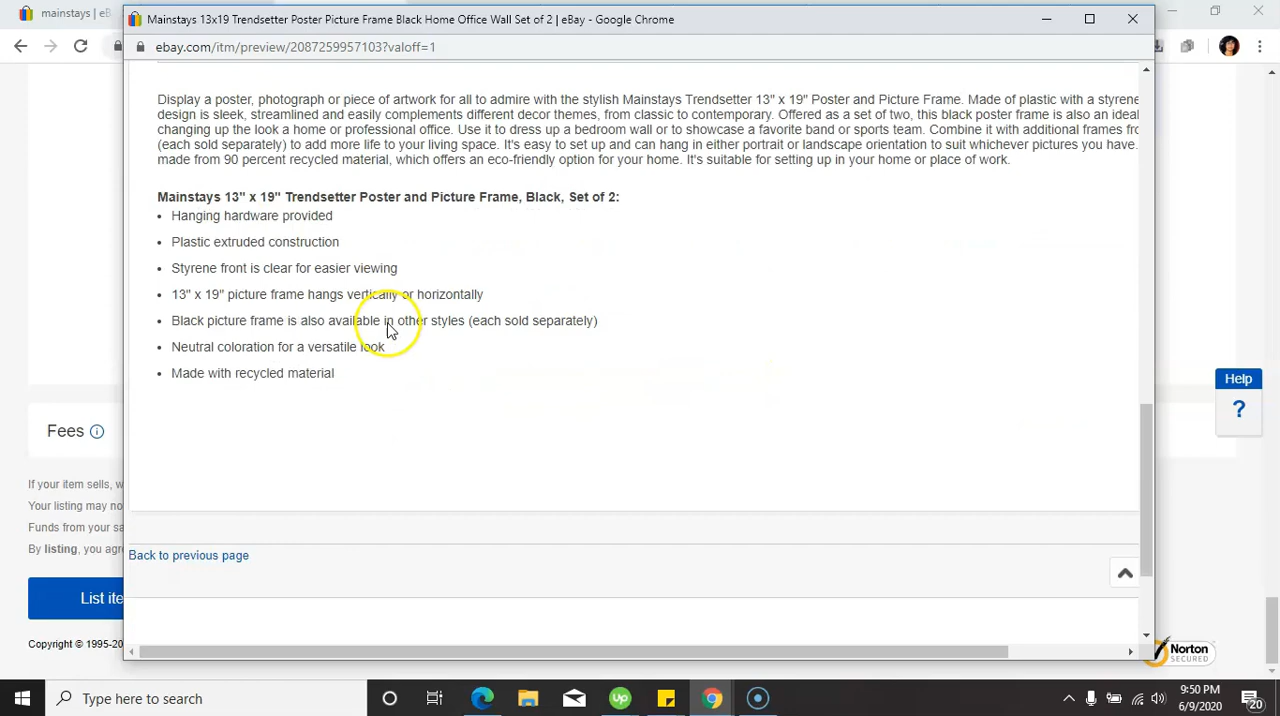 mainstays | eB
Mainstays 13x19 Trendsetter Poster Picture Frame Black Home Office Wall Set of 2 | eBay - Google Chrome
ebay.com/itm/preview/2087259957103?valoff=1
Display a poster, photograph or piece of artwork for all to admire with the stylish Mainstays Trendsetter 13" x 19" Poster and Picture Frame. Made of plastic with a styrene
design is sleek, streamlined and easily complements different decor themes, from classic to contemporary. Offered as a set of two, this black poster frame is also an ideal
changing up the look a home or professional office. Use it to dress up a bedroom wall or to showcase a favorite band or sports team. Combine it with additional frames fro
(each sold separately) to add more life to your living space. It's easy to set up and can hang in either portrait or landscape orientation to suit whichever pictures you have.
made from 90 percent recycled material, which offers an eco-friendly option for your home. It's suitable for setting up in your home or place of work.
Mainstays 13" x 19" Trendsetter Poster and Picture Frame, Black, Set of 2:
• Hanging hardware provided
• Plastic extruded construction
• Styrene front is clear for easier viewing
• 13" x 19" picture frame hangs vertically or horizontally
• Black picture frame is also available in other styles (each sold separately)
• Neutral coloration for a versatile look
• Made with recycled material
Help
?
Fees
If your item sells, w
Your listing may no
Funds from your sa
By listing, you agre
Back to previous page
List ite
Copyright © 1995-20
Norton
SECURED
Type here to search
up
9:50 PM
6/9/2020
20